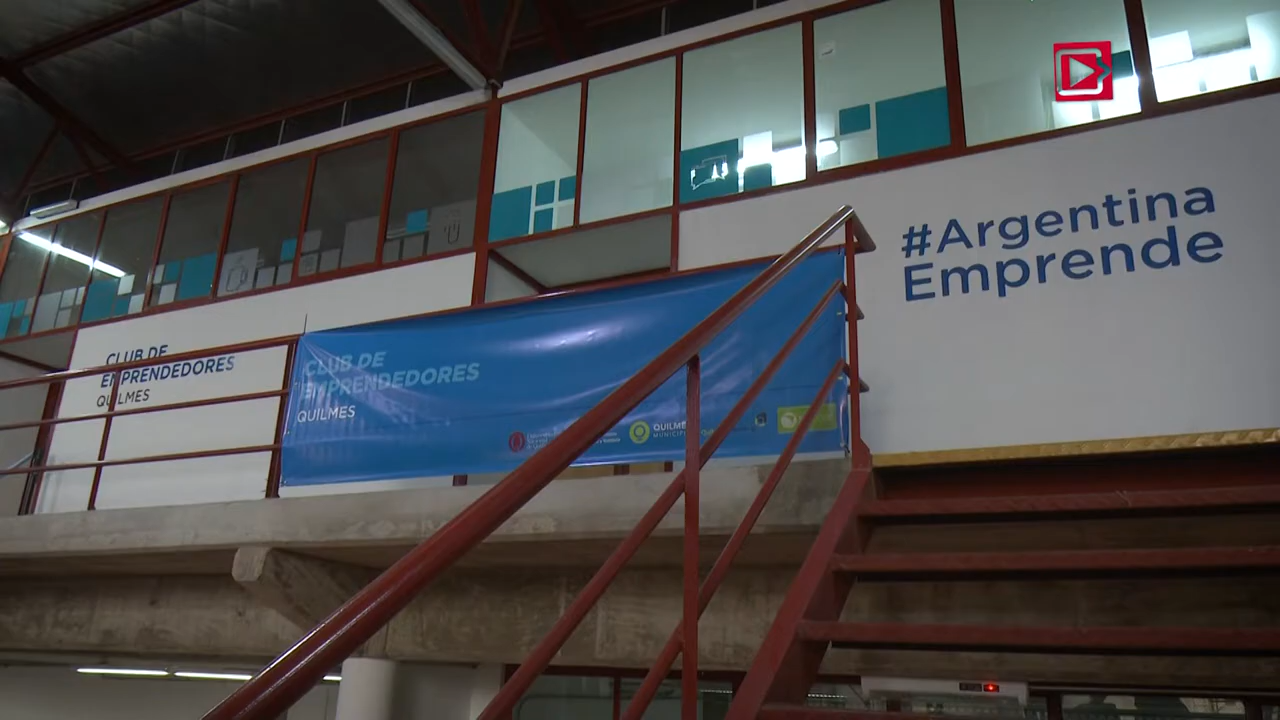 #Argentina
Emprende
CLUB DE
EMPRENDEDORES
QUILMES
CLUB DE
EMPRENDEDORES
QUILMES